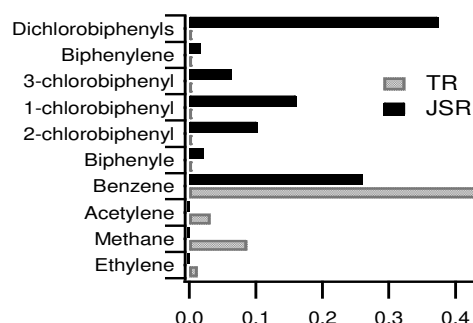 Dichlorobiphenyls
Biphenylene
3-chlorobiphenyl
1-chlorobiphenyl
2-chlorobiphenyl
Biphenyle
Benzene
Acetylene
Methane
Ethylene
TR
JSR
0.0 0.1 0.2 0.3 0.4